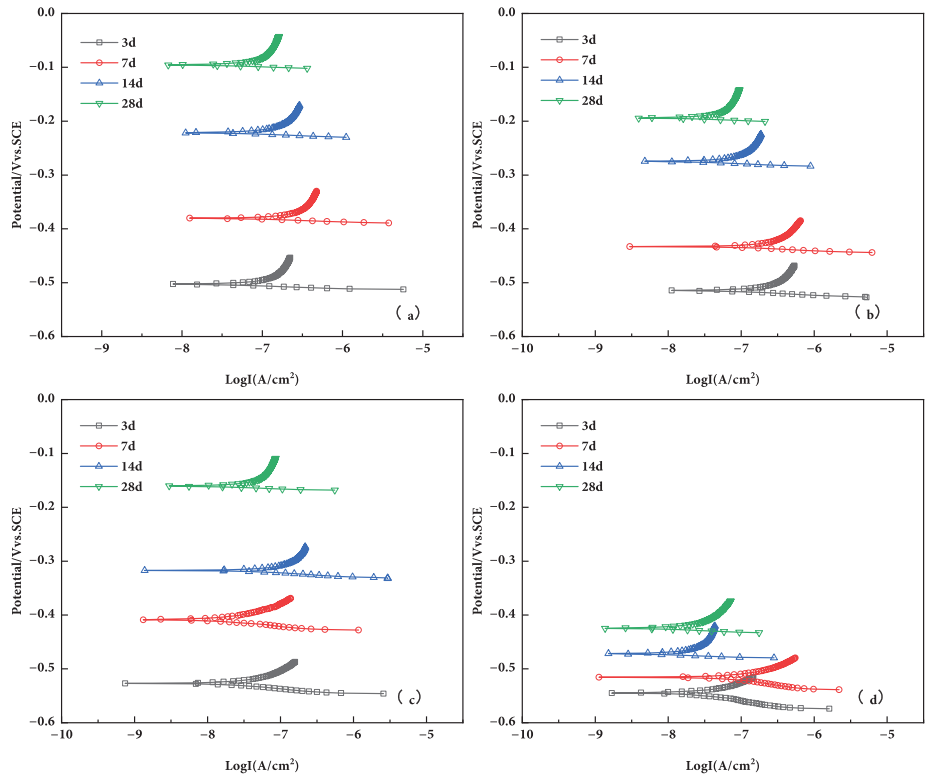 0.0
3d
7d
14d
28d
−0.1
−0.2
−0.3
−0.4
−0.5
−0.6
Potential/Vvs.SCE
−9
−8
−7
−6
−5
LogI(A/cm²)
( a)
0.0
3d
7d
14d
28d
−0.1
−0.2
−0.3
−0.4
−0.5
−0.6
Potential/Vvs.SCE
−10
−9
−8
−7
−6
−5
LogI(A/cm²)
( b)
0.0
3d
7d
14d
28d
−0.1
−0.2
−0.3
−0.4
−0.5
−0.6
Potential/Vvs.SCE
−10
−9
−8
−7
−6
−5
LogI(A/cm²)
( c)
0.0
3d
7d
14d
28d
−0.1
−0.2
−0.3
−0.4
−0.5
−0.6
Potential/Vvs.SCE
−10
−9
−8
−7
−6
−5
LogI(A/cm²)
( d)